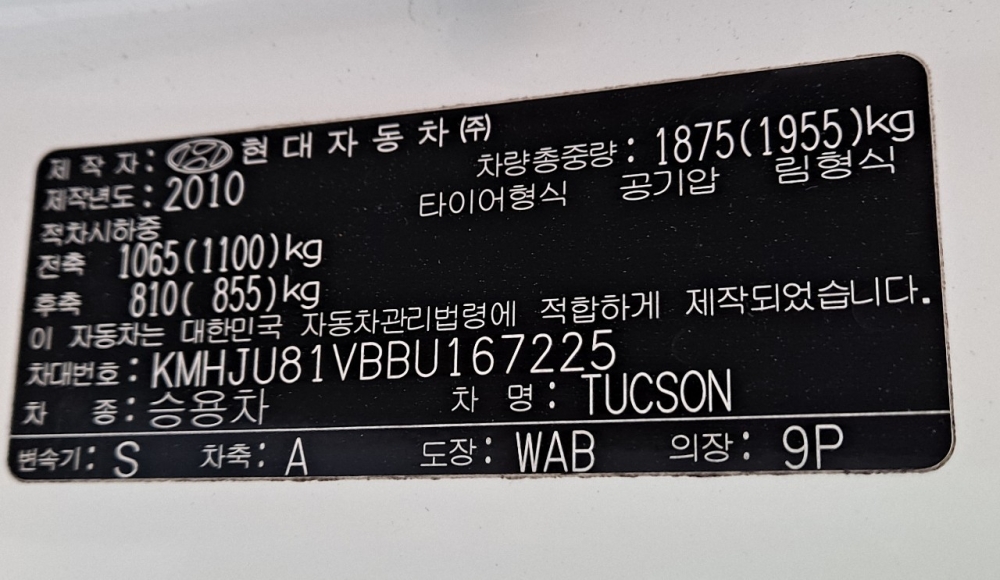 제 작 자 : 현 대 자 동 차 ㈜
차량총중량 : 1875(1955)kg
제작년도 : 2010
타이어형식 공기압 림형식
적차시하중
전축 1065(1100)kg
후축 810( 855)kg
이 자동차는 대한민국 자동차관리법령에 적합하게 제작되었습니다.
차대번호 : KMHJU81VBBU167225
차 종 : 승용차 차 명 : TUCSON
변속기 : S 차축 : A 도장 : WAB 의장 : 9P